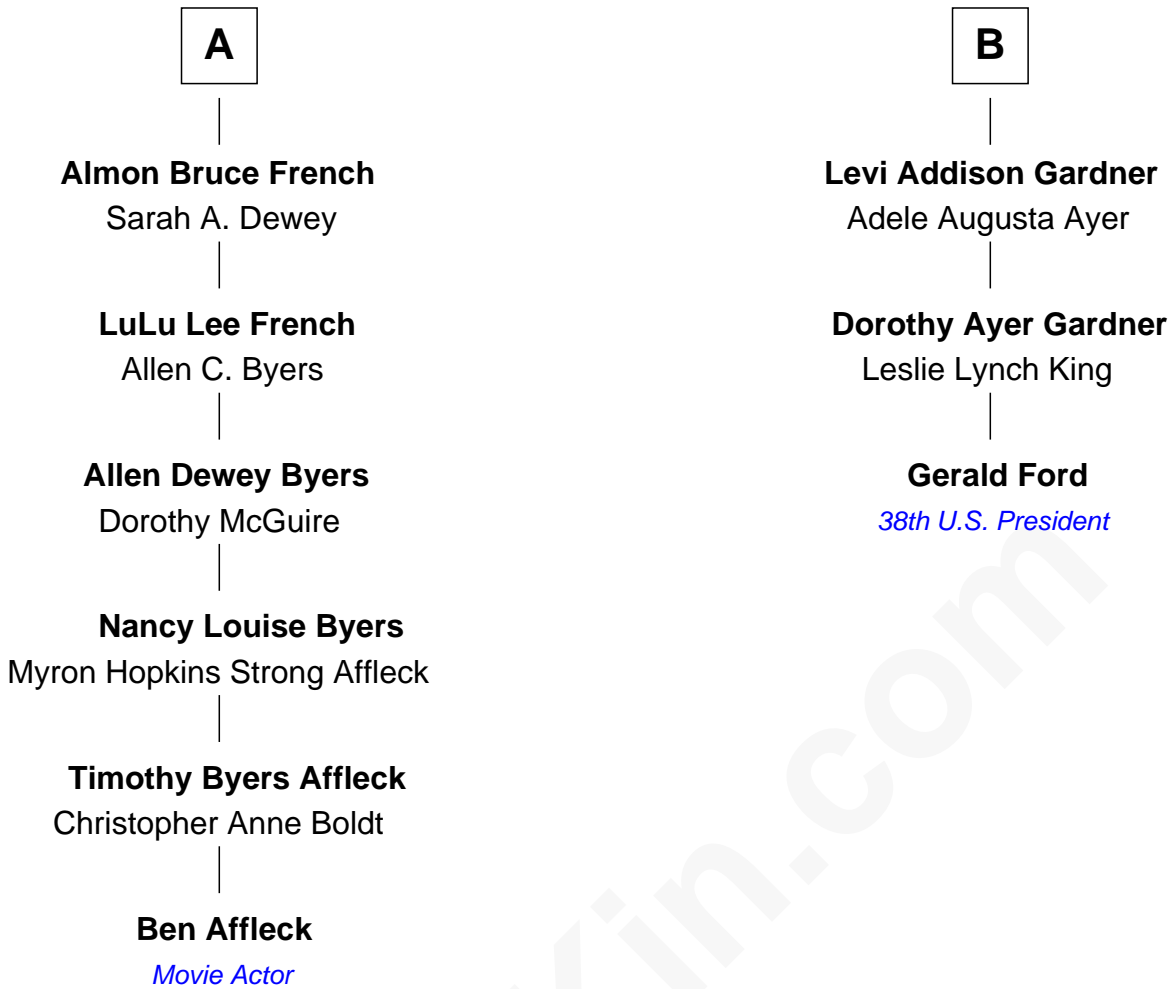 A
Almon Bruce French
Sarah A. Dewey
LuLu Lee French
Allen C. Byers
Allen Dewey Byers
Dorothy McGuire
Nancy Louise Byers
Myron Hopkins Strong Affleck
Timothy Byers Affleck
Christopher Anne Boldt
Ben Affleck
Movie Actor
B
Levi Addison Gardner
Adele Augusta Ayer
Dorothy Ayer Gardner
Leslie Lynch King
Gerald Ford
38th U.S. President
Kin.com